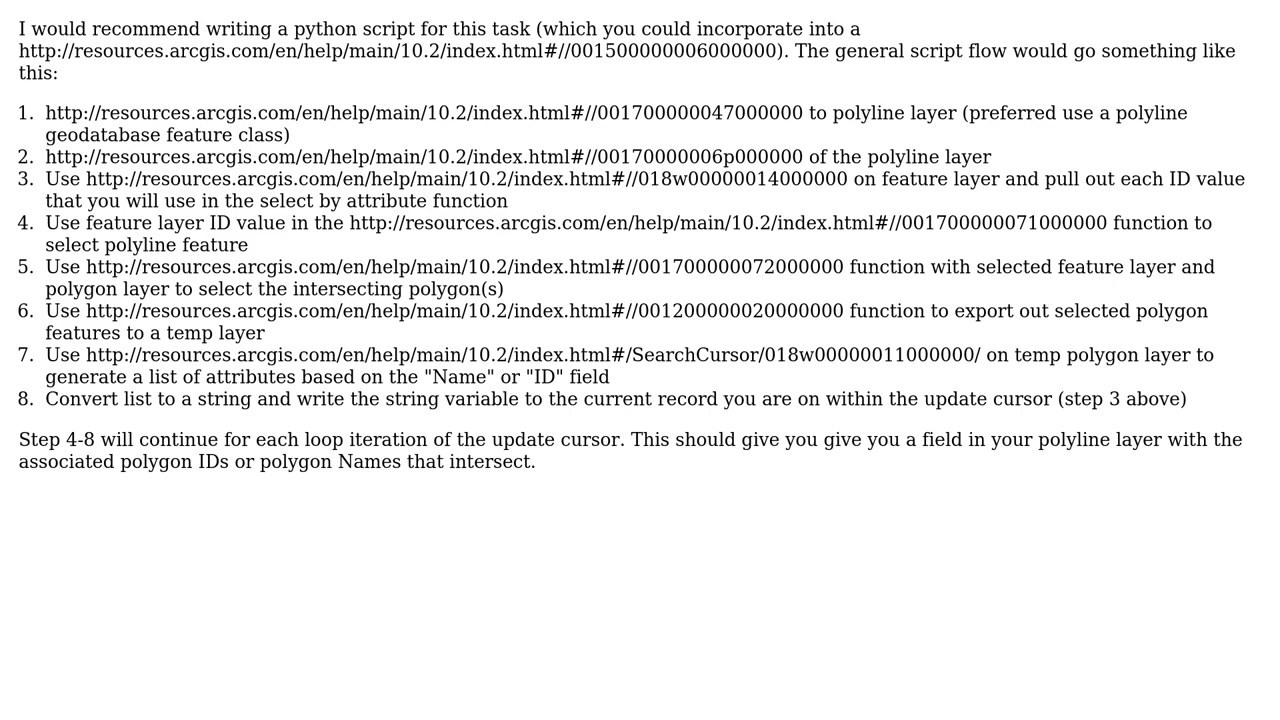 I would recommend writing a python script for this task (which you could incorporate into a
http://resources.arcgis.com/en/help/main/10.2/index.html#//001500000006000000). The general script flow would go something like
this:
1. http://resources.arcgis.com/en/help/main/10.2/index.html#//001700000047000000 to polyline layer (preferred use a polyline
geodatabase feature class)
2. http://resources.arcgis.com/en/help/main/10.2/index.html#//00170000006p000000 of the polyline layer
3. Use http://resources.arcgis.com/en/help/main/10.2/index.html#//018w00000014000000 on feature layer and pull out each ID value
that you will use in the select by attribute function
4. Use feature layer ID value in the http://resources.arcgis.com/en/help/main/10.2/index.html#//001700000071000000 function to
select polyline feature
5. Use http://resources.arcgis.com/en/help/main/10.2/index.html#//001700000072000000 function with selected feature layer and
polygon layer to select the intersecting polygon(s)
6. Use http://resources.arcgis.com/en/help/main/10.2/index.html#//001200000020000000 function to export out selected polygon
features to a temp layer
7. Use http://resources.arcgis.com/en/help/main/10.2/index.html#/SearchCursor/018w00000011000000/ on temp polygon layer to
generate a list of attributes based on the "Name" or "ID" field
8. Convert list to a string and write the string variable to the current record you are on within the update cursor (step 3 above)
Step 4-8 will continue for each loop iteration of the update cursor. This should give you give you a field in your polyline layer with the
associated polygon IDs or polygon Names that intersect.